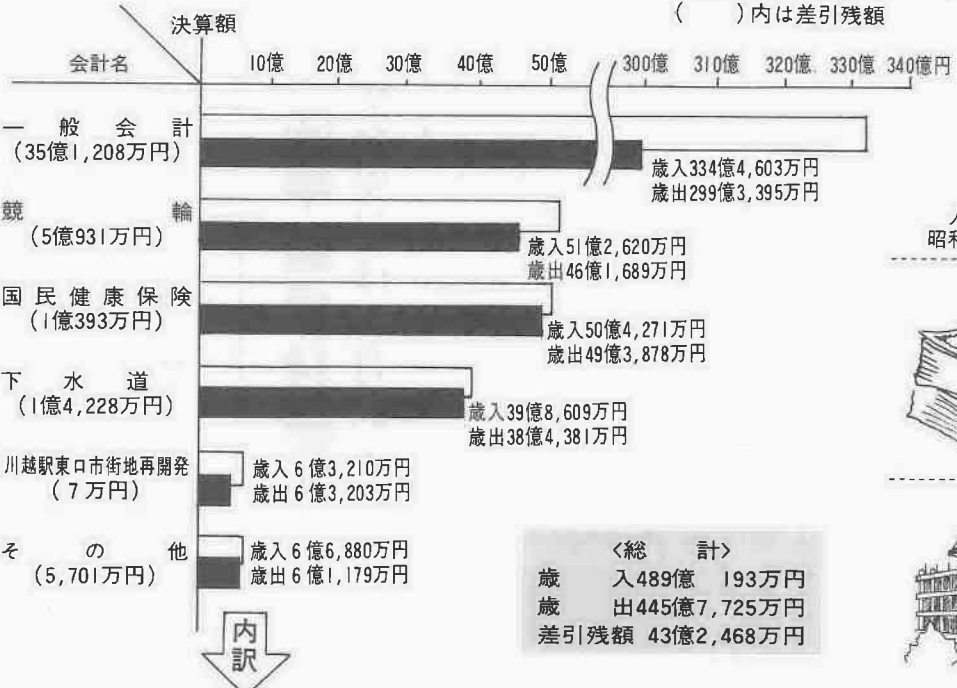 決算額
(　　)内は差引残額
会計名
10億 20億 30億 40億 50億 300億 310億 320億 330億 340億円
一般会計
(35億1,208万円)
歳入334億4,603万円
歳出299億3,395万円
競輪
(5億931万円)
歳入51億2,620万円
歳出46億1,689万円
国民健康保険
(1億393万円)
歳入50億4,271万円
歳出49億3,878万円
下水道
(1億4,228万円)
歳入39億8,609万円
歳出38億4,381万円
川越駅東口市街地再開発
(7万円)
歳入6億3,210万円
歳出6億3,203万円
その他
(5,701万円)
歳入6億6,880万円
歳出6億1,179万円
〈総計〉
歳入489億 193万円
歳出445億7,725万円
差引残額 43億2,468万円
内訳
昭和